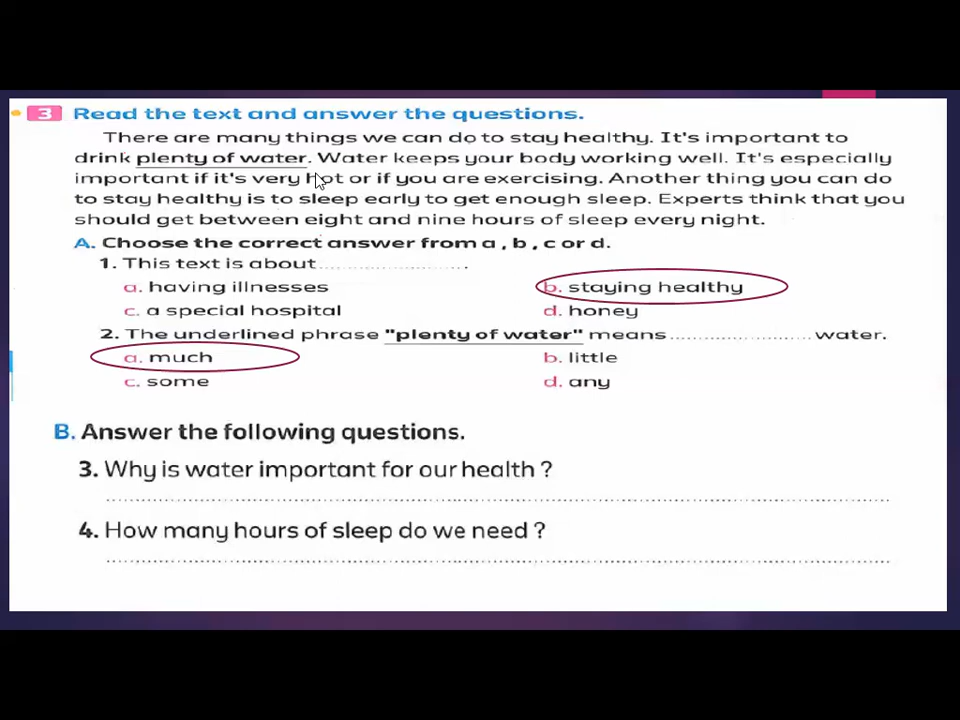 3 Read the text and answer the questions.
There are many things we can do to stay healthy. It's important to
drink plenty of water. Water keeps your body working well. It's especially
important if it's very hot or if you are exercising. Another thing you can do
to stay healthy is to sleep early to get enough sleep. Experts think that you
should get between eight and nine hours of sleep every night.
A. Choose the correct answer from a , b , c or d.
1. This text is about ........................ .
a. having illnesses b. staying healthy
c. a special hospital d. honey
2. The underlined phrase "plenty of water" means ........................ water.
a. much b. little
c. some d. any
B. Answer the following questions.
3. Why is water important for our health ?
4. How many hours of sleep do we need ?